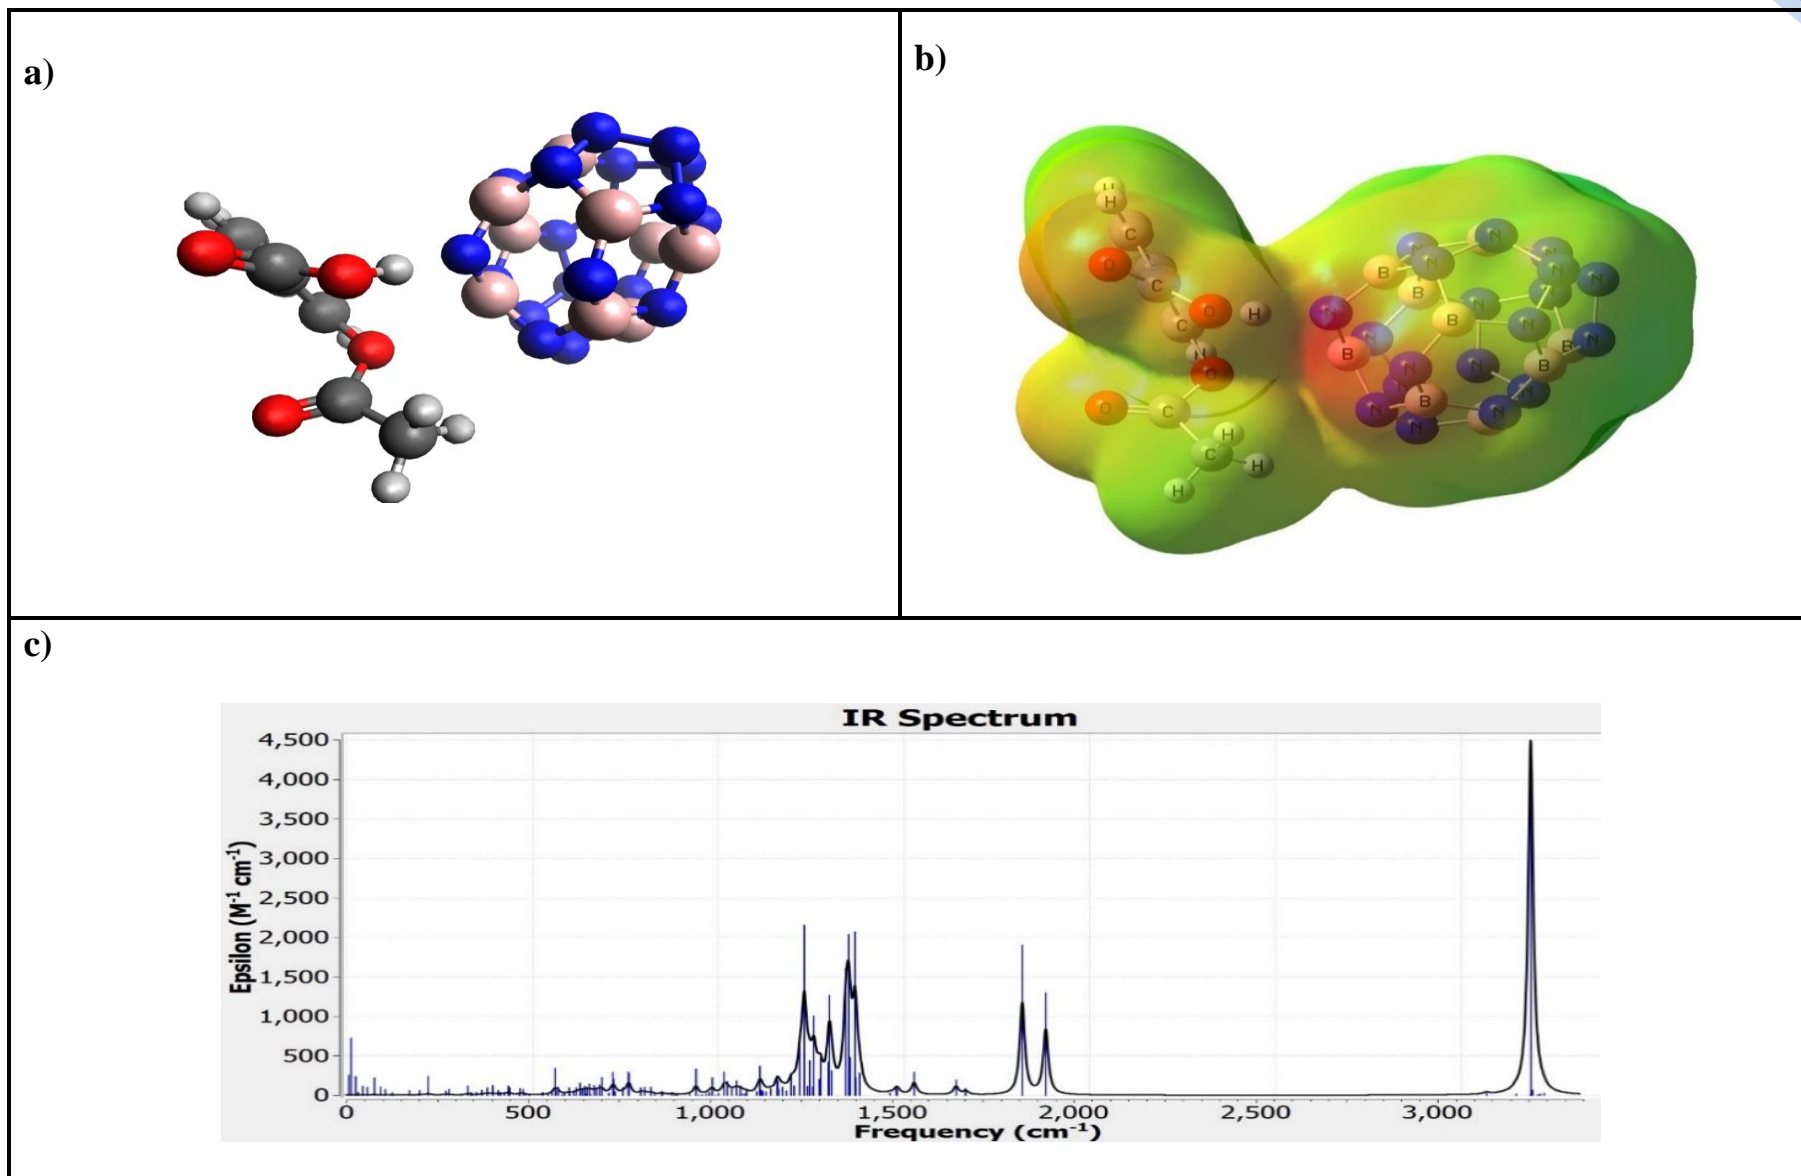 a)
b)
H
H
C
O
C
O
H
C
O
O
C
H
C
H
H
N
N
N
N
N
B
N
N
B
N
N
N
B
N
N
N
B
B
N
B
N
N
N
B
N
N
N
N
c)
IR Spectrum
4,500
4,000
3,500
3,000
2,500
2,000
1,500
1,000
500
0
Epsilon (M-1 cm-1)
0 500 1,000 1,500 2,000 2,500 3,000
Frequency (cm-1)